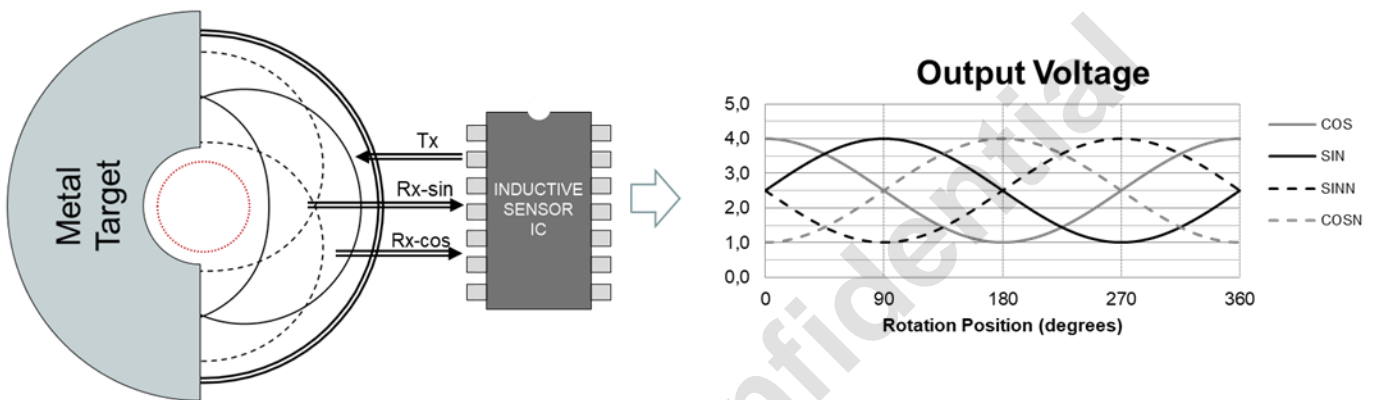 Metal
Target
Tx
Rx-sin
Rx-cos
INDUCTIVE
SENSOR
IC
Output Voltage
5,0
4,0
3,0
2,0
1,0
0,0
0 90 180 270 360
Rotation Position (degrees)
COS
SIN
SINN
COSN
nfidential